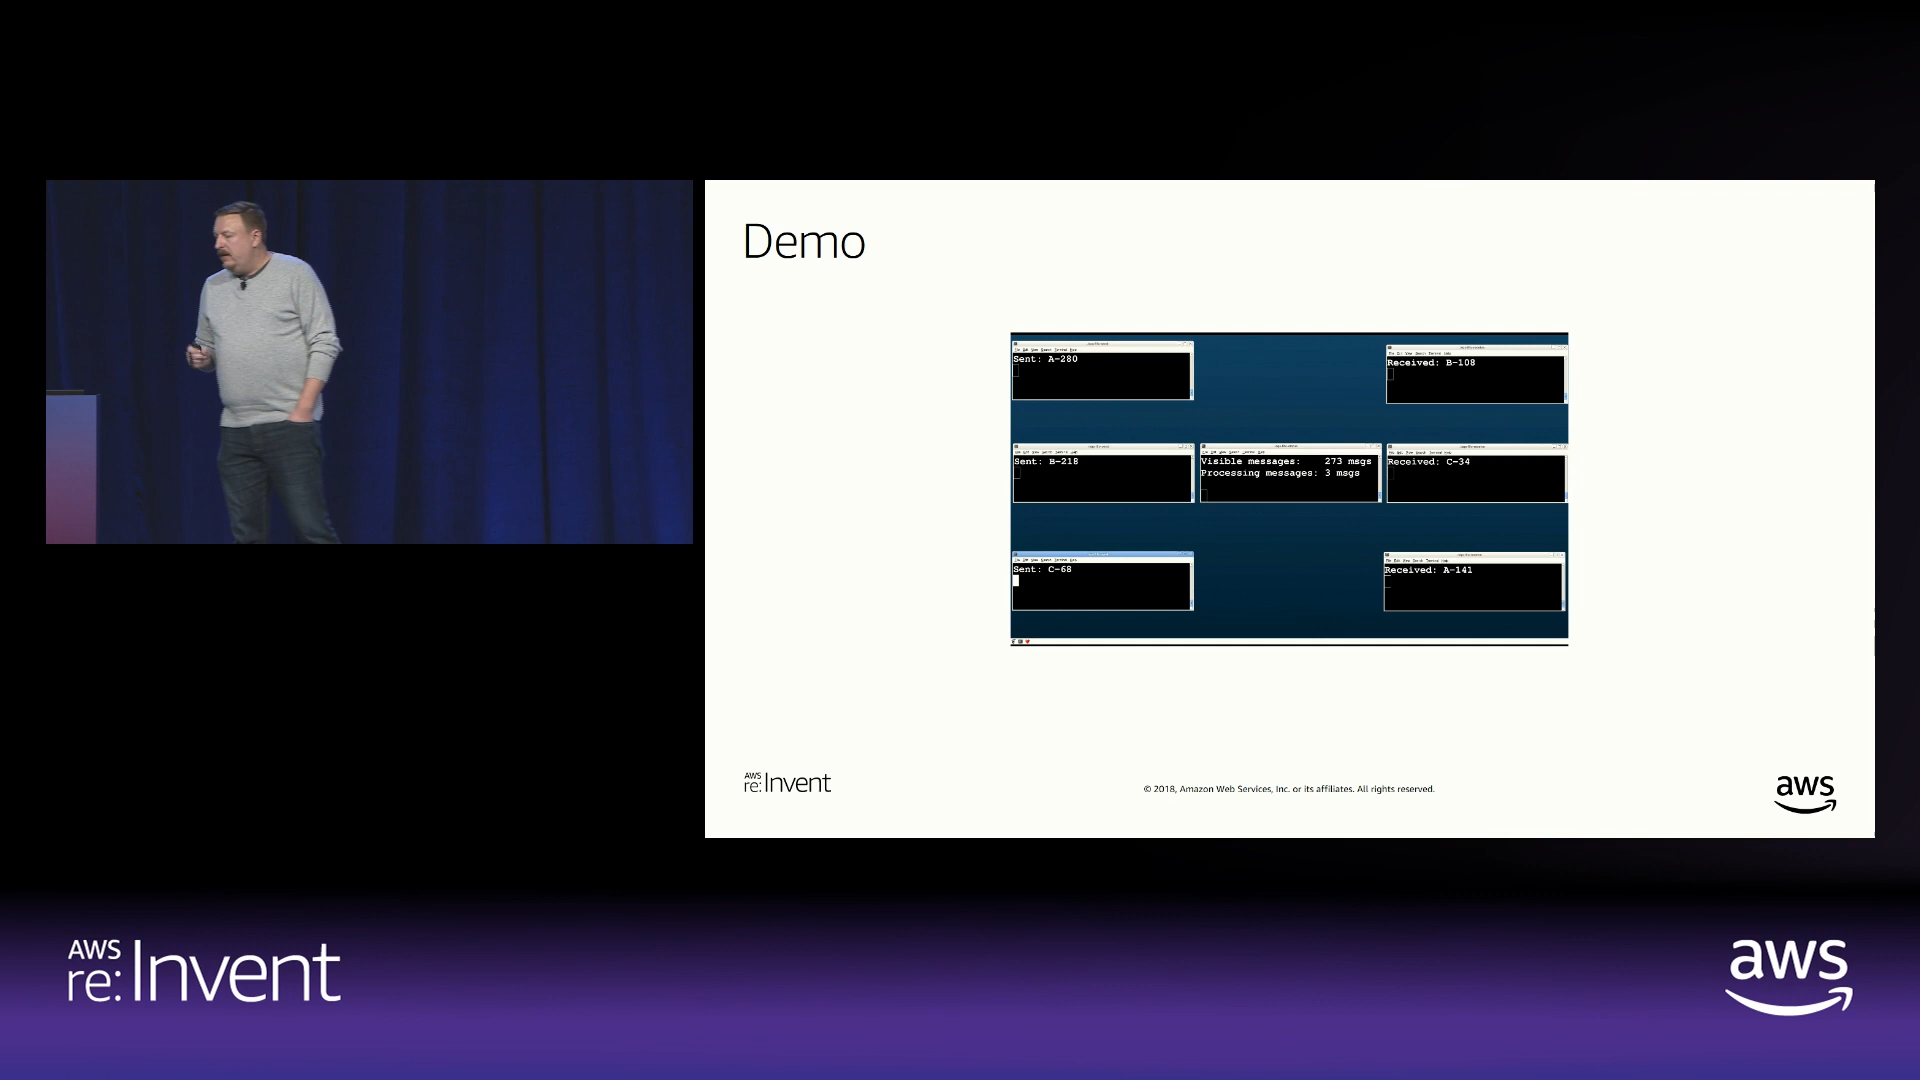 Demo
Sent: A-280
Received: B-108
Sent: B-218
Visible messages: 273 msgs
Processing messages: 3 msgs
Received: C-34
Sent: C-68
Received: A-141
AWS
re:Invent
© 2018, Amazon Web Services, Inc. or its affiliates. All rights reserved.
aws
AWS
re:Invent
aws